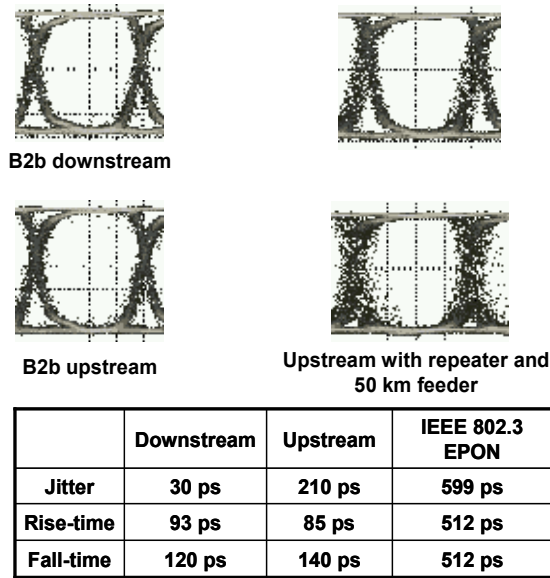 B2b downstream
B2b upstream
Upstream with repeater and
50 km feeder
Downstream Upstream IEEE 802.3 EPON
Jitter 30 ps 210 ps 599 ps
Rise-time 93 ps 85 ps 512 ps
Fall-time 120 ps 140 ps 512 ps